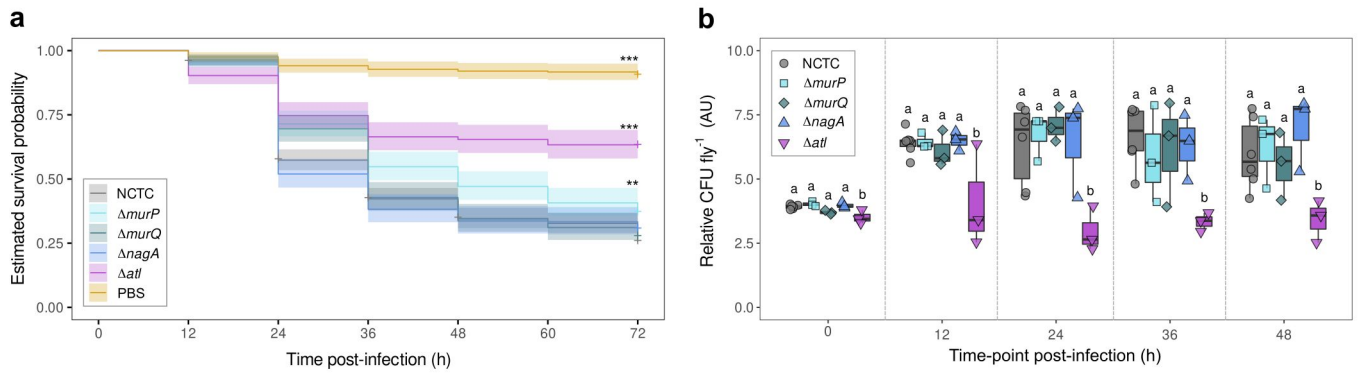 a
Estimated survival probability
1.00
0.75
0.50
0.25
0.00
***
***
**
NCTC
ΔmurP
ΔmurQ
ΔnagA
Δatl
PBS
0 12 24 36 48 60 72
Time post-infection (h)
b
Relative CFU fly⁻¹ (AU)
10.0
7.5
5.0
2.5
0.0
NCTC
ΔmurP
ΔmurQ
ΔnagA
Δatl
a a a a b
a a a a b
a a a a b
a a a a b
a a a a b
0 12 24 36 48
Time-point post-infection (h)